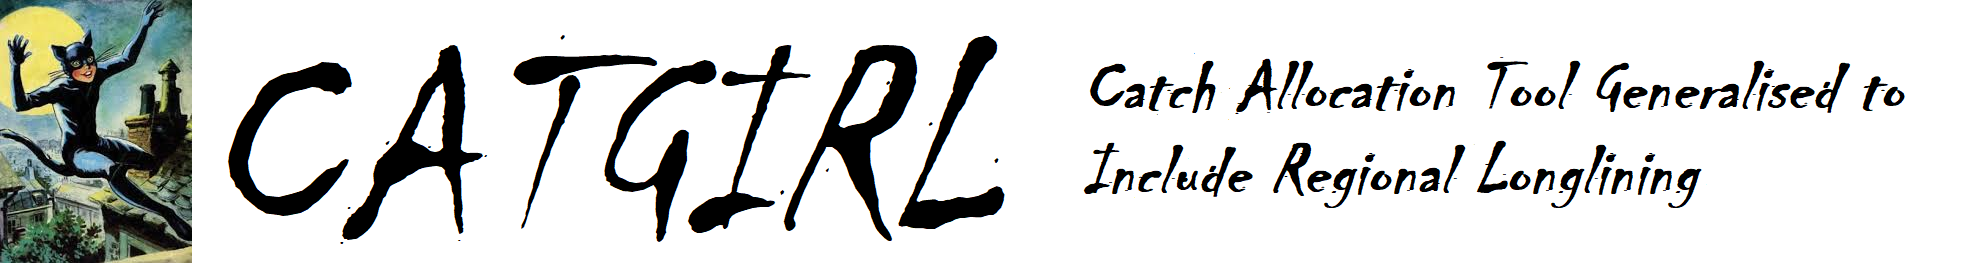 CATGIRL
Catch Allocation Tool Generalised to
Include Regional Longlining